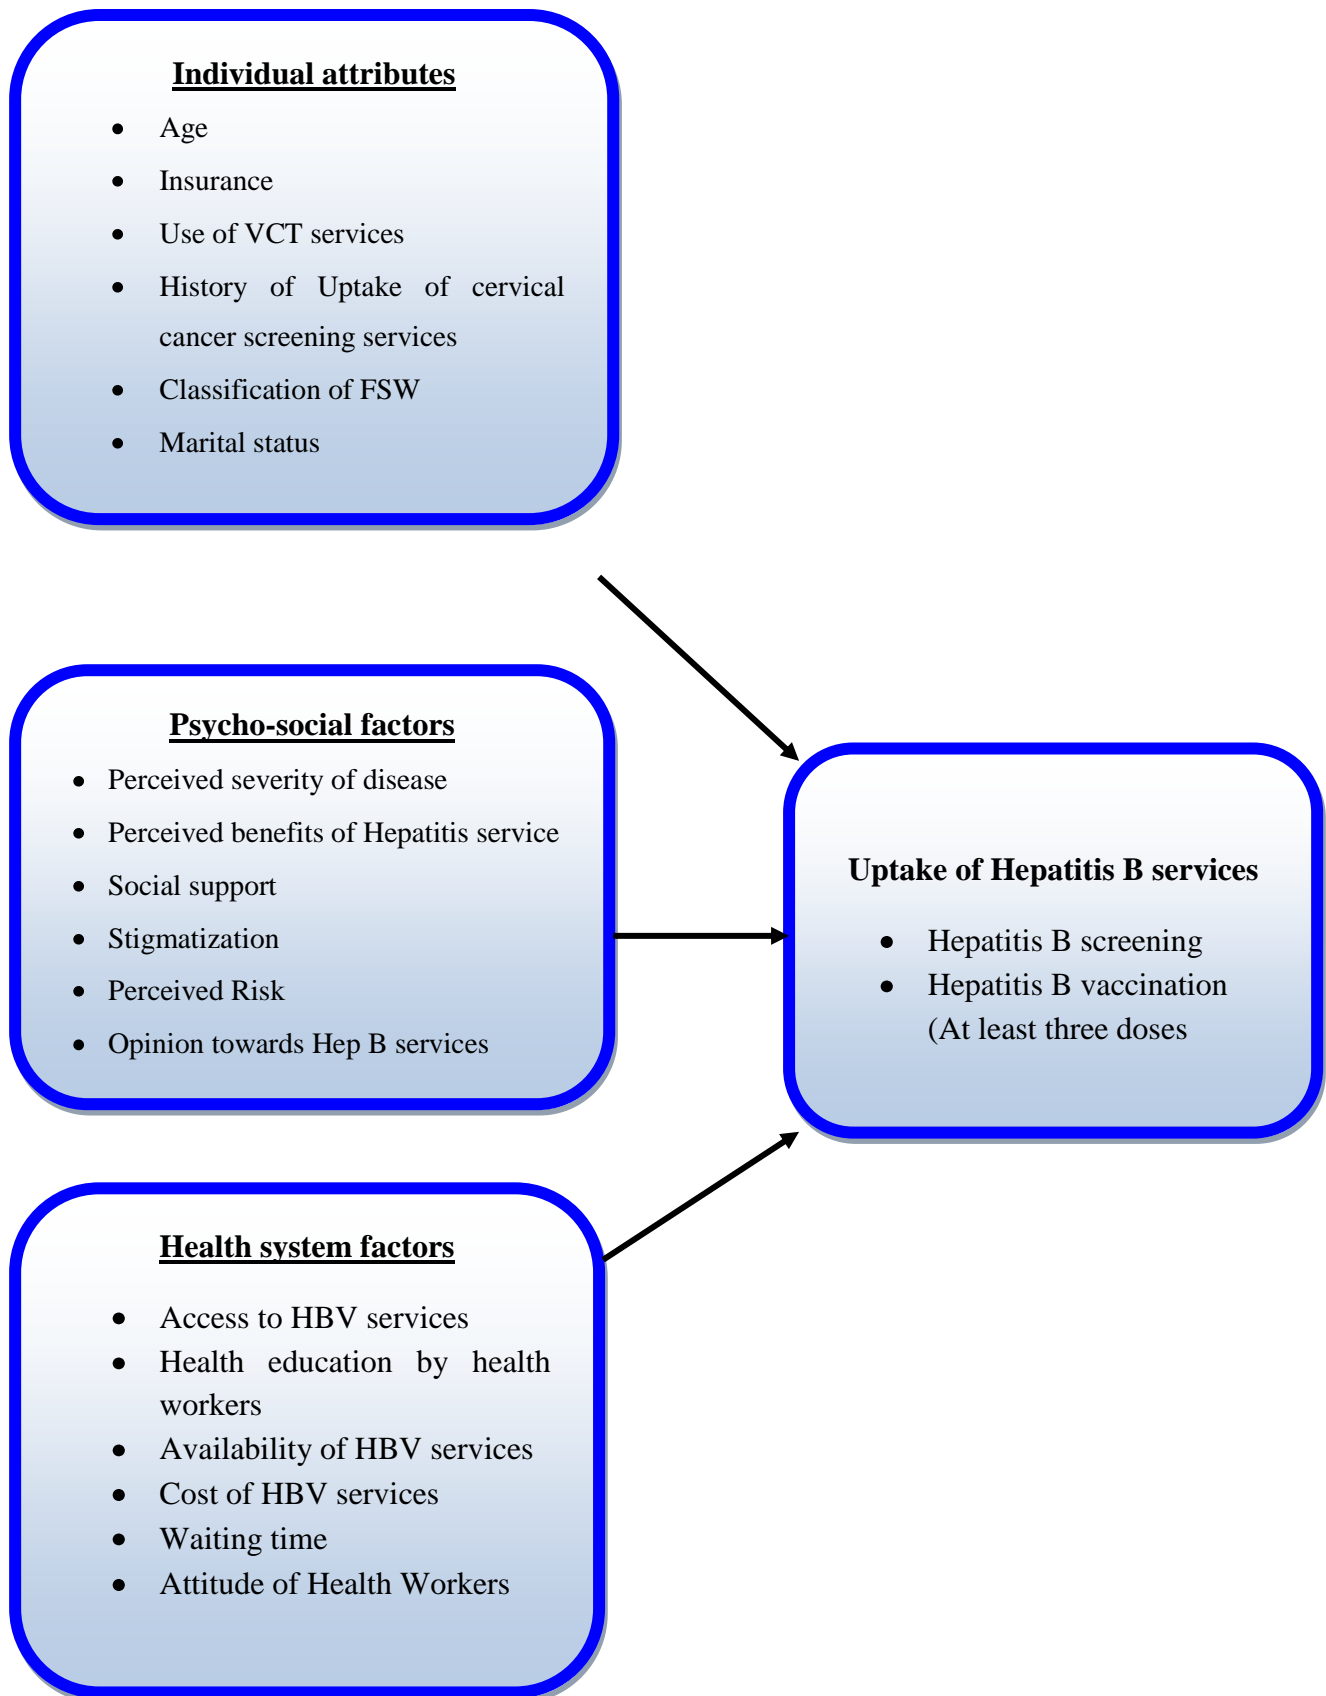 Individual attributes
• Age
• Insurance
• Use of VCT services
• History of Uptake of cervical
cancer screening services
• Classification of FSW
• Marital status
Psycho-social factors
• Perceived severity of disease
• Perceived benefits of Hepatitis service
• Social support
• Stigmatization
• Perceived Risk
• Opinion towards Hep B services
Uptake of Hepatitis B services
• Hepatitis B screening
• Hepatitis B vaccination
(At least three doses
Health system factors
• Access to HBV services
• Health education by health
workers
• Availability of HBV services
• Cost of HBV services
• Waiting time
• Attitude of Health Workers